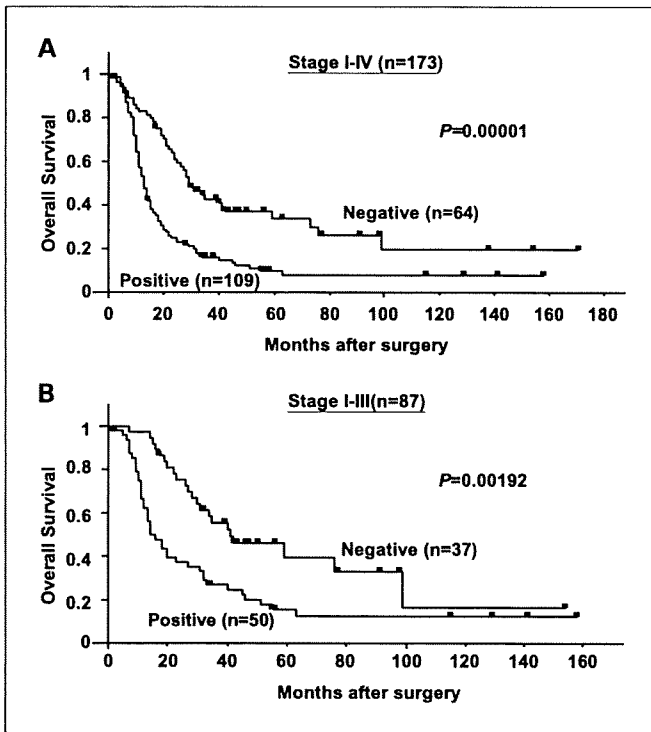 A
Stage I-IV (n=173)
P=0.00001
Overall Survival
1
0.8
0.6
0.4
0.2
0
Negative (n=64)
Positive (n=109)
0 20 40 60 80 100 120 140 160 180
Months after surgery
B
Stage I-III(n=87)
P=0.00192
Overall Survival
1
0.8
0.6
0.4
0.2
0
Negative (n=37)
Positive (n=50)
0 20 40 60 80 100 120 140 160
Months after surgery